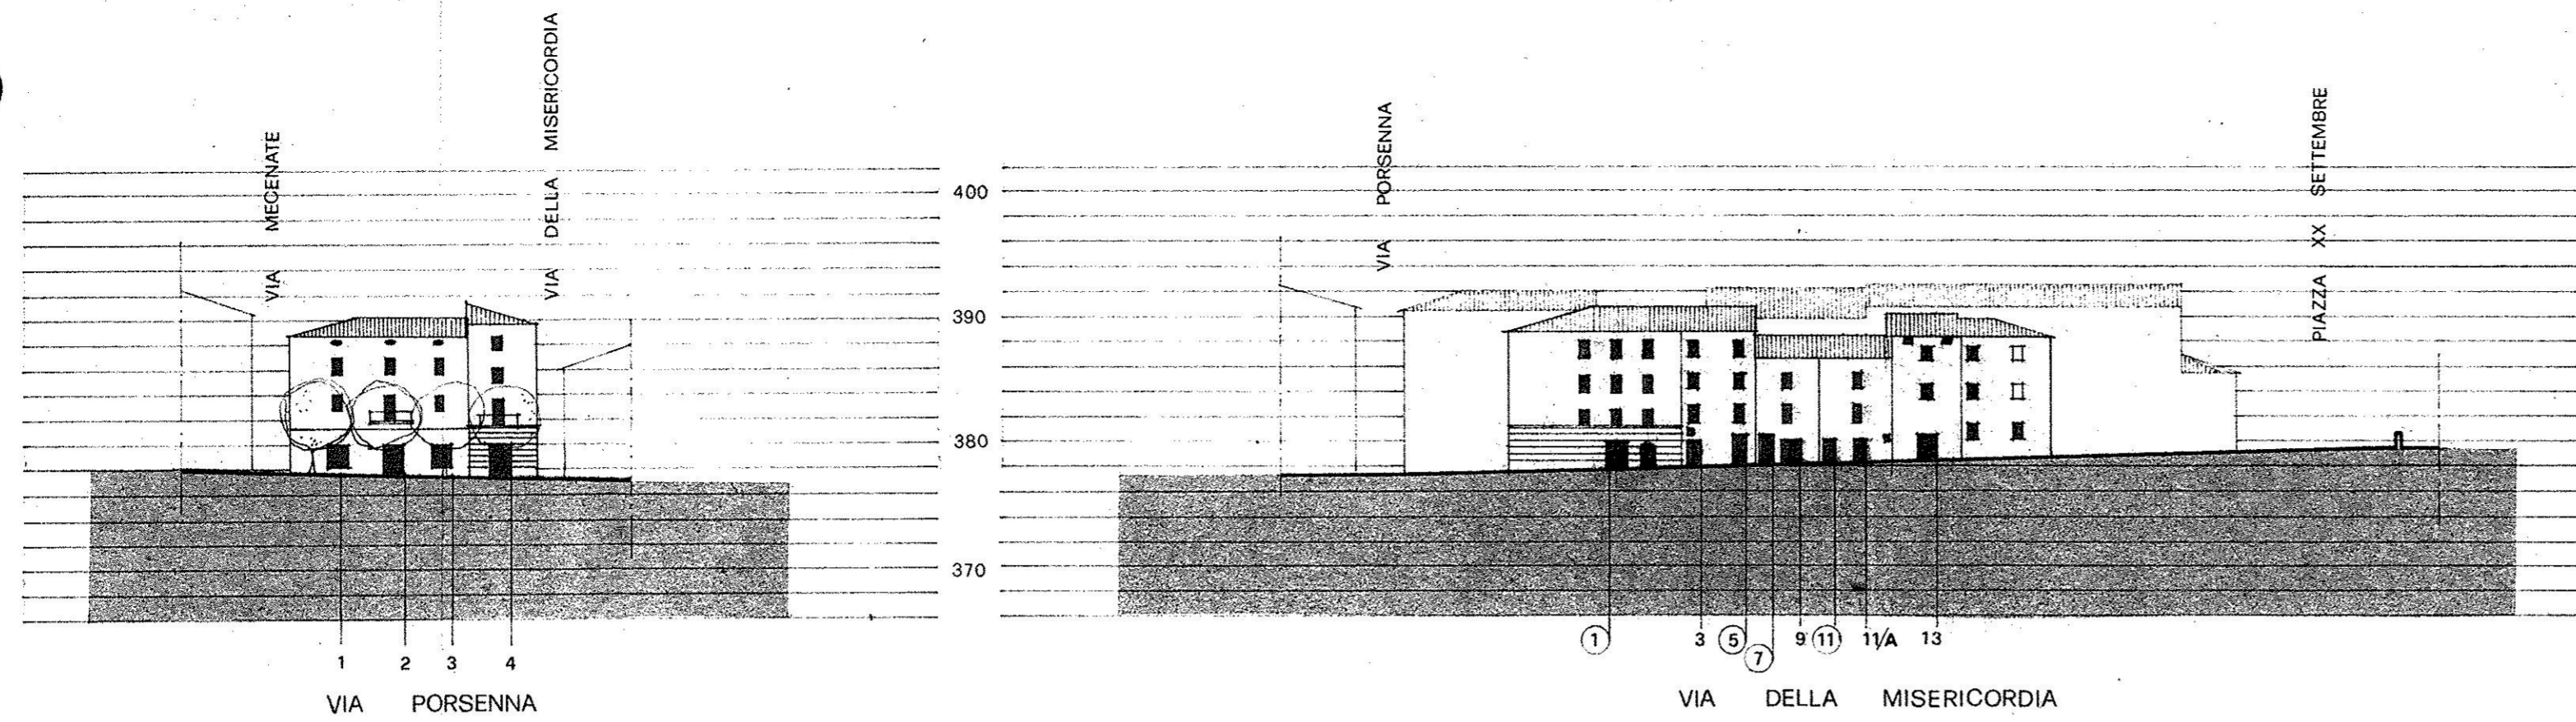 VIA MECENATE
VIA DELLA MISERICORDIA
VIA PORSENNA
PIAZZA XX SETTEMBRE
400
390
380
370
1 2 3 4
VIA PORSENNA
1 3 5 7 9 11 11/A 13
VIA DELLA MISERICORDIA